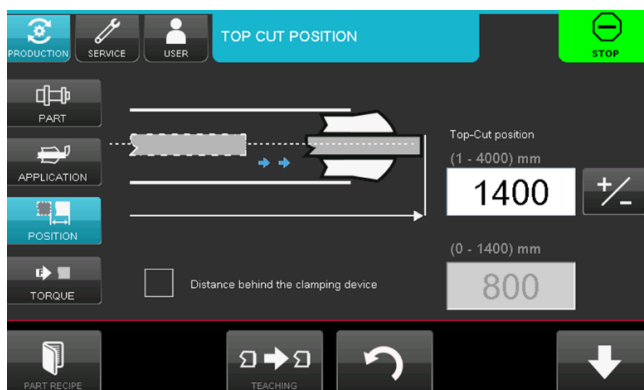 PRODUCTION
SERVICE
USER
TOP CUT POSITION
STOP
PART
APPLICATION
POSITION
TORQUE
Top-Cut position
(1 - 4000) mm
1400
+/-
(0 - 1400) mm
800
Distance behind the clamping device
PART RECIPE
TEACHING